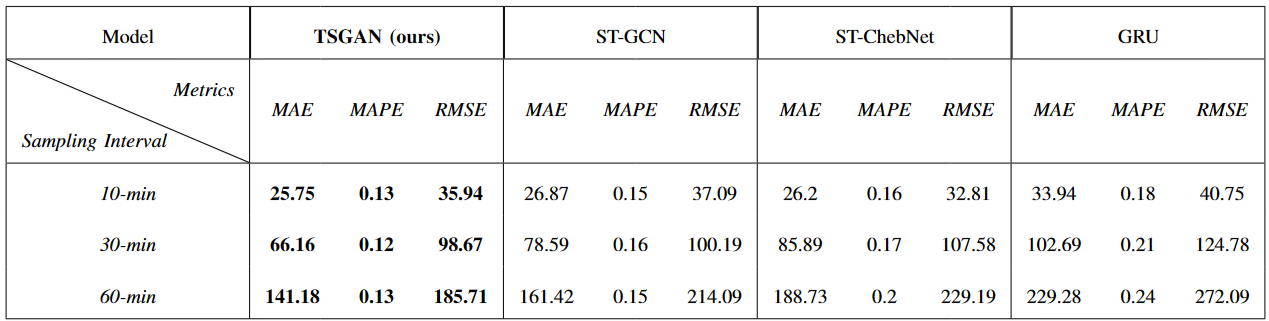 Model TSGAN (ours) ST-GCN ST-ChebNet GRU
Metrics
MAE MAPE RMSE MAE MAPE RMSE MAE MAPE RMSE MAE MAPE RMSE
Sampling Interval
10-min 25.75 0.13 35.94 26.87 0.15 37.09 26.2 0.16 32.81 33.94 0.18 40.75
30-min 66.16 0.12 98.67 78.59 0.16 100.19 85.89 0.17 107.58 102.69 0.21 124.78
60-min 141.18 0.13 185.71 161.42 0.15 214.09 188.73 0.2 229.19 229.28 0.24 272.09